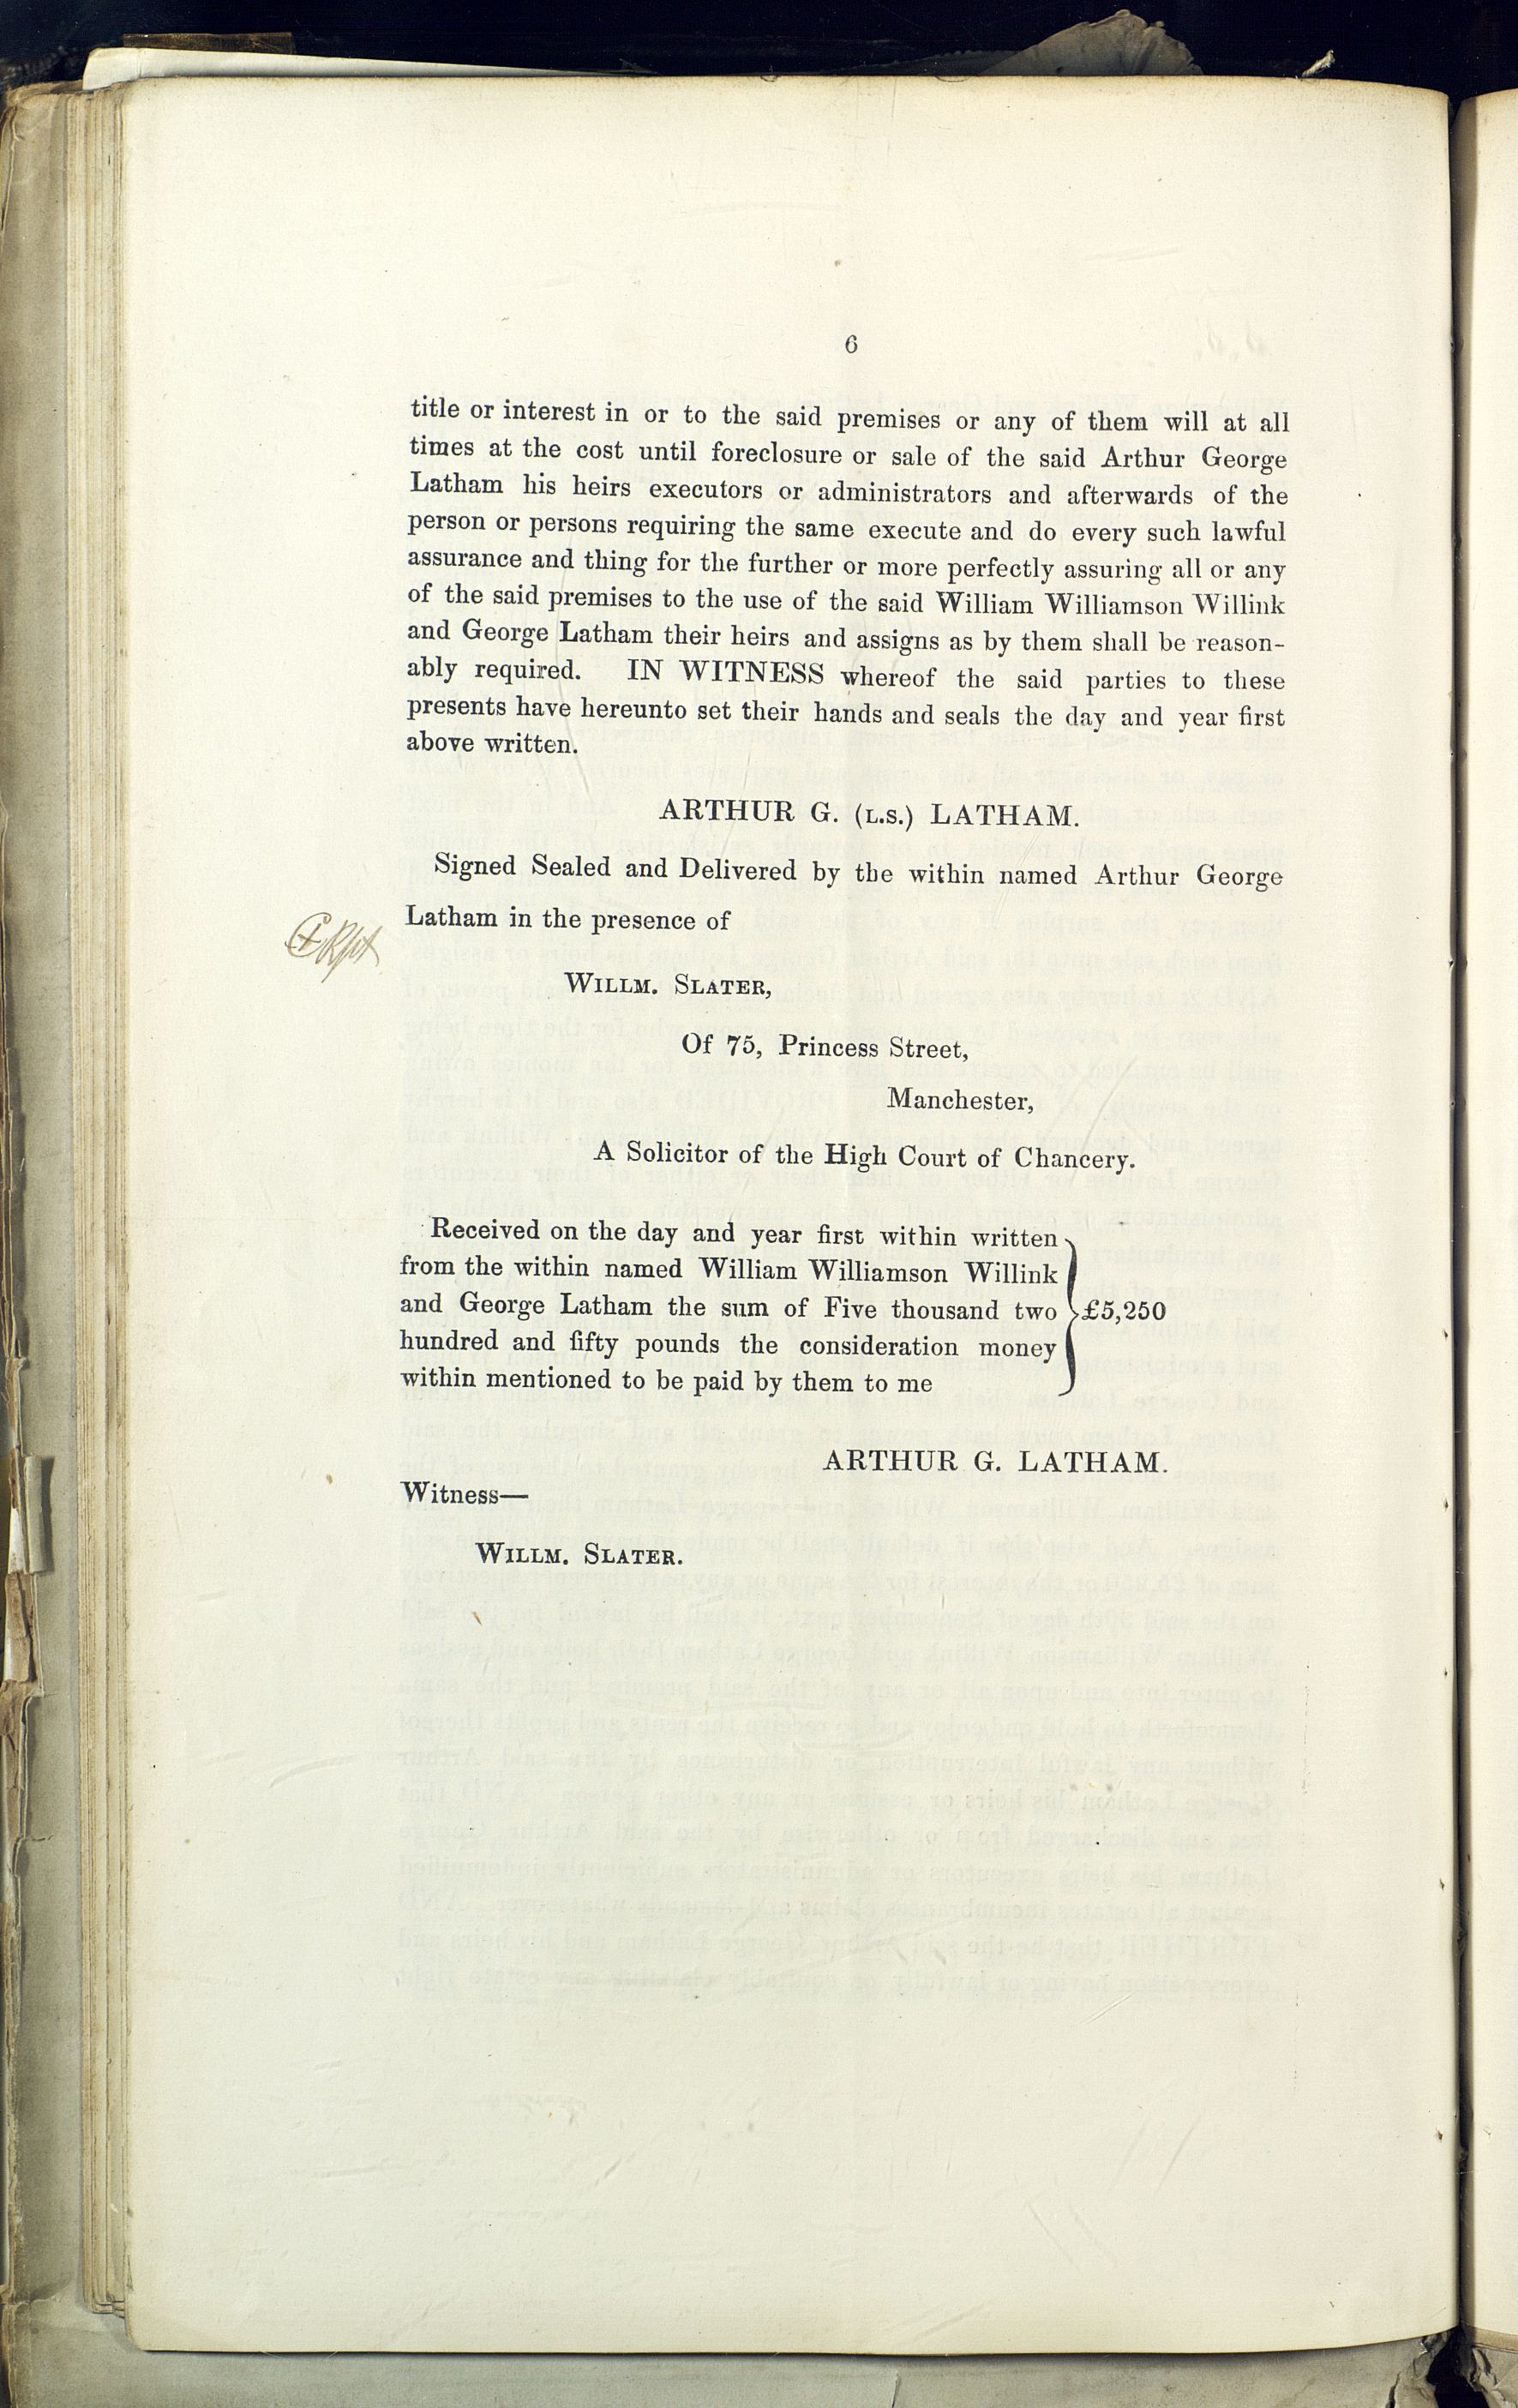 6
title or interest in or to the said premises or any of them will at all
times at the cost until foreclosure or sale of the said Arthur George
Latham his heirs executors or administrators and afterwards of the
person or persons requiring the same execute and do every such lawful
assurance and thing for the further or more perfectly assuring all or any
of the said premises to the use of the said William Williamson Willink
and George Latham their heirs and assigns as by them shall be reason-
ably required. IN WITNESS whereof the said parties to these
presents have hereunto set their hands and seals the day and year first
above written.
ARTHUR G. (L.S.) LATHAM.
Signed Sealed and Delivered by the within named Arthur George
Latham in the presence of
WILLM. SLATER,
Of 75, Princess Street,
Manchester,
A Solicitor of the High Court of Chancery.
Received on the day and year first within written
from the within named William Williamson Willink
and George Latham the sum of Five thousand two £5,250
hundred and fifty pounds the consideration money
within mentioned to be paid by them to me
ARTHUR G. LATHAM.
Witness—
WILLM. SLATER.